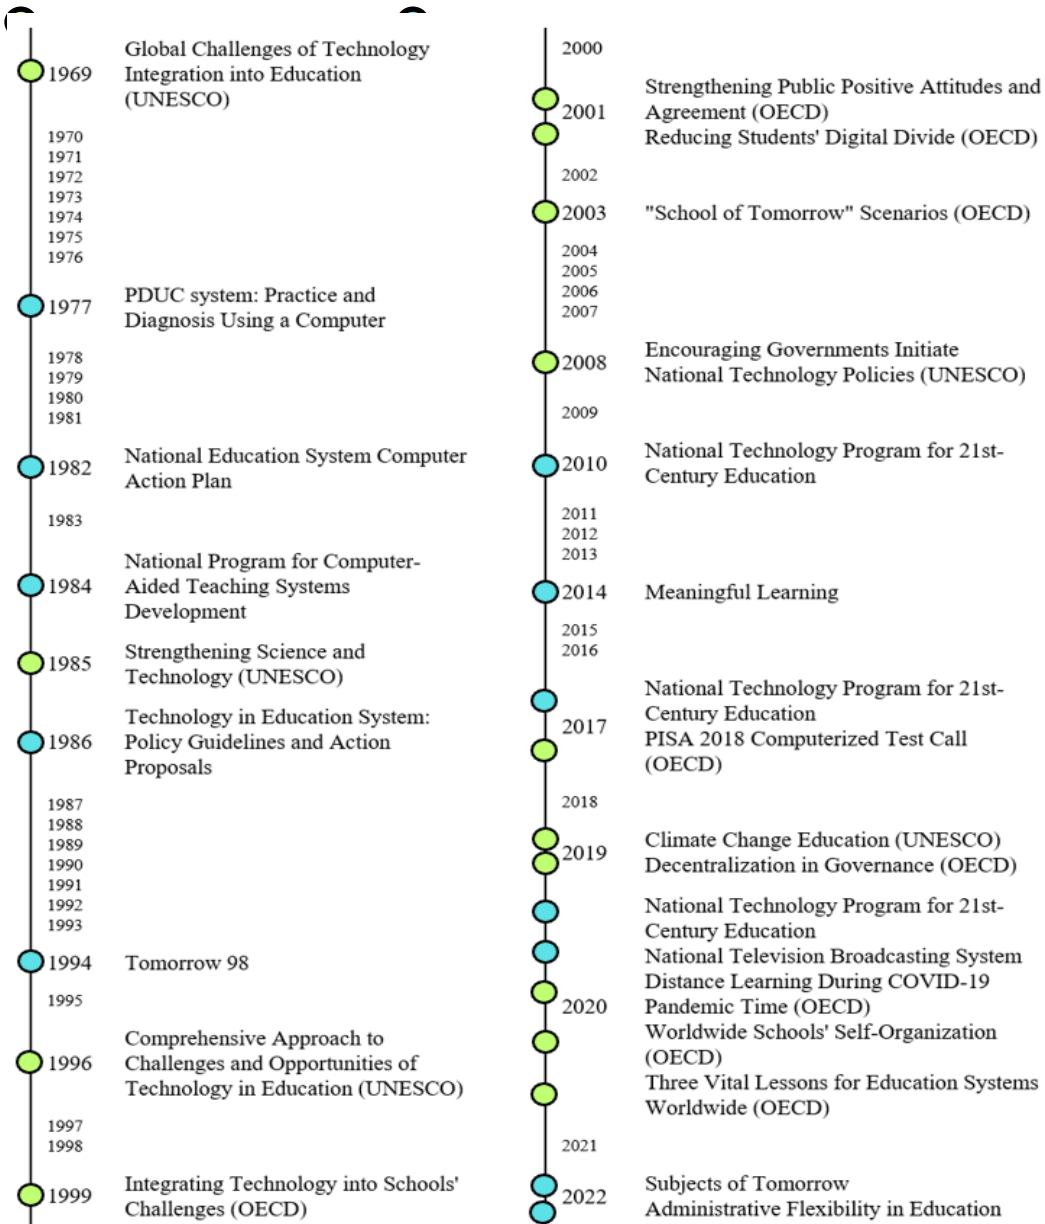 Global Challenges of Technology
1969 Integration into Education
(UNESCO)
1970
1971
1972
1973
1974
1975
1976
PDUC system: Practice and
1977
Diagnosis Using a Computer
1978
1979
1980
1981
National Education System Computer
1982
Action Plan
1983
National Program for Computer-
1984 Aided Teaching Systems
Development
Strengthening Science and
1985
Technology (UNESCO)
Technology in Education System:
1986 Policy Guidelines and Action
Proposals
1987
1988
1989
1990
1991
1992
1993
1994 Tomorrow 98
1995
Comprehensive Approach to
1996 Challenges and Opportunities of
Technology in Education (UNESCO)
1997
1998
Integrating Technology into Schools'
1999
Challenges (OECD)
2000
Strengthening Public Positive Attitudes and
2001 Agreement (OECD)
Reducing Students' Digital Divide (OECD)
2002
2003 "School of Tomorrow" Scenarios (OECD)
2004
2005
2006
2007
Encouraging Governments Initiate
2008
National Technology Policies (UNESCO)
2009
National Technology Program for 21st-
2010
Century Education
2011
2012
2013
2014 Meaningful Learning
2015
2016
National Technology Program for 21st-
Century Education
2017
PISA 2018 Computerized Test Call
(OECD)
2018
Climate Change Education (UNESCO)
2019
Decentralization in Governance (OECD)
National Technology Program for 21st-
Century Education
National Television Broadcasting System
Distance Learning During COVID-19
2020 Pandemic Time (OECD)
Worldwide Schools' Self-Organization
(OECD)
Three Vital Lessons for Education Systems
Worldwide (OECD)
2021
Subjects of Tomorrow
2022
Administrative Flexibility in Education